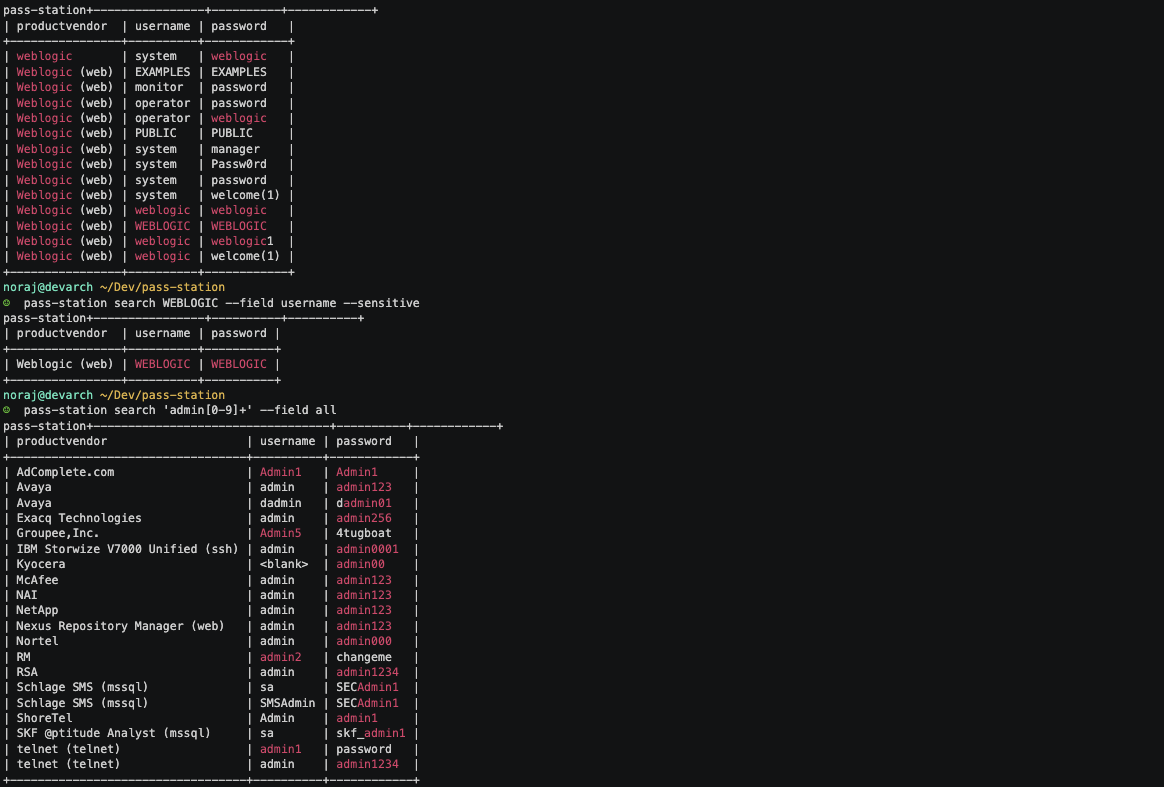 pass-station+----------------+----------+------------+
| productvendor  | username | password   |
+----------------+----------+------------+
| weblogic       | system   | weblogic   |
| Weblogic (web) | EXAMPLES | EXAMPLES   |
| Weblogic (web) | monitor  | password   |
| Weblogic (web) | operator | password   |
| Weblogic (web) | operator | weblogic   |
| Weblogic (web) | PUBLIC   | PUBLIC     |
| Weblogic (web) | system   | manager    |
| Weblogic (web) | system   | Passw0rd   |
| Weblogic (web) | system   | password   |
| Weblogic (web) | system   | welcome(1) |
| Weblogic (web) | weblogic | weblogic   |
| Weblogic (web) | WEBLOGIC | WEBLOGIC   |
| Weblogic (web) | weblogic | weblogic1  |
| Weblogic (web) | weblogic | welcome(1) |
+----------------+----------+------------+
noraj@devarch ~/Dev/pass-station
☺  pass-station search WEBLOGIC --field username --sensitive
pass-station+----------------+----------+----------+
| productvendor  | username | password |
+----------------+----------+----------+
| Weblogic (web) | WEBLOGIC | WEBLOGIC |
+----------------+----------+----------+
noraj@devarch ~/Dev/pass-station
☺  pass-station search 'admin[0-9]+' --field all
pass-station+----------------------------------+----------+------------+
| productvendor                    | username | password   |
+----------------------------------+----------+------------+
| AdComplete.com                   | Admin1   | Admin1     |
| Avaya                            | admin    | admin123   |
| Avaya                            | dadmin   | dadmin01   |
| Exacq Technologies               | admin    | admin256   |
| Groupee,Inc.                     | Admin5   | 4tugboat   |
| IBM Storwize V7000 Unified (ssh) | admin    | admin0001  |
| Kyocera                          | <blank>  | admin00    |
| McAfee                           | admin    | admin123   |
| NAI                              | admin    | admin123   |
| NetApp                           | admin    | admin123   |
| Nexus Repository Manager (web)   | admin    | admin123   |
| Nortel                           | admin    | admin000   |
| RM                               | admin2   | changeme   |
| RSA                              | admin    | admin1234  |
| Schlage SMS (mssql)              | sa       | SECAdmin1  |
| Schlage SMS (mssql)              | SMSAdmin | SECAdmin1  |
| ShoreTel                         | Admin    | admin1     |
| SKF @ptitude Analyst (mssql)     | sa       | skf_admin1 |
| telnet (telnet)                  | admin1   | password   |
| telnet (telnet)                  | admin    | admin1234  |
+----------------------------------+----------+------------+